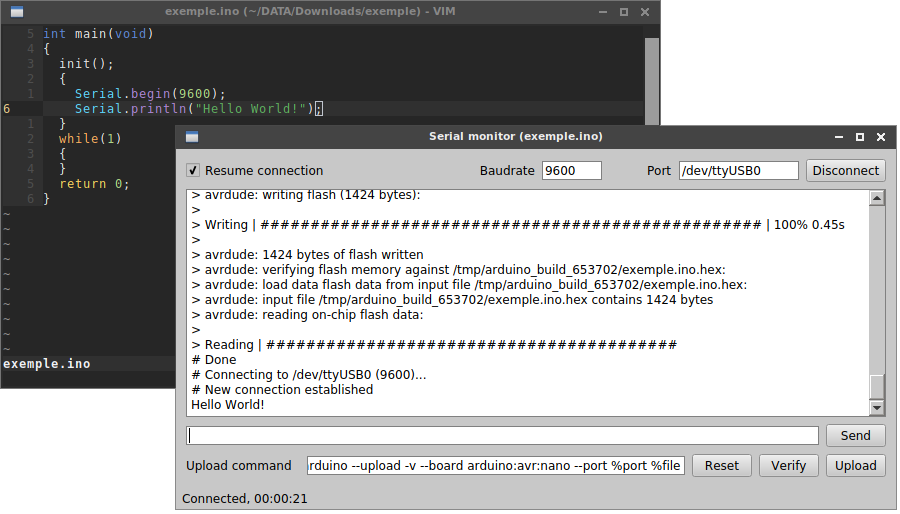 exemple.ino (~/DATA/Downloads/exemple) - VIM
5 int main(void)
4 {
3 init();
2 {
1 Serial.begin(9600);
6 Serial.println("Hello World!");
1 }
2 while(1)
3 {
4 }
5 return 0;
6 }
~
~
~
~
~
~
~
~
~
~
exemple.ino
Serial monitor (exemple.ino)
Resume connection Baudrate 9600 Port /dev/ttyUSB0 Disconnect
> avrdude: writing flash (1424 bytes):
>
> Writing | ################################################## | 100% 0.45s
>
> avrdude: 1424 bytes of flash written
> avrdude: verifying flash memory against /tmp/arduino_build_653702/exemple.ino.hex:
> avrdude: load data flash data from input file /tmp/arduino_build_653702/exemple.ino.hex:
> avrdude: input file /tmp/arduino_build_653702/exemple.ino.hex contains 1424 bytes
> avrdude: reading on-chip flash data:
>
> Reading | #########################################
# Done
# Connecting to /dev/ttyUSB0 (9600)...
# New connection established
Hello World!
Send
Upload command rduino --upload -v --board arduino:avr:nano --port %port %file Reset Verify Upload
Connected, 00:00:21